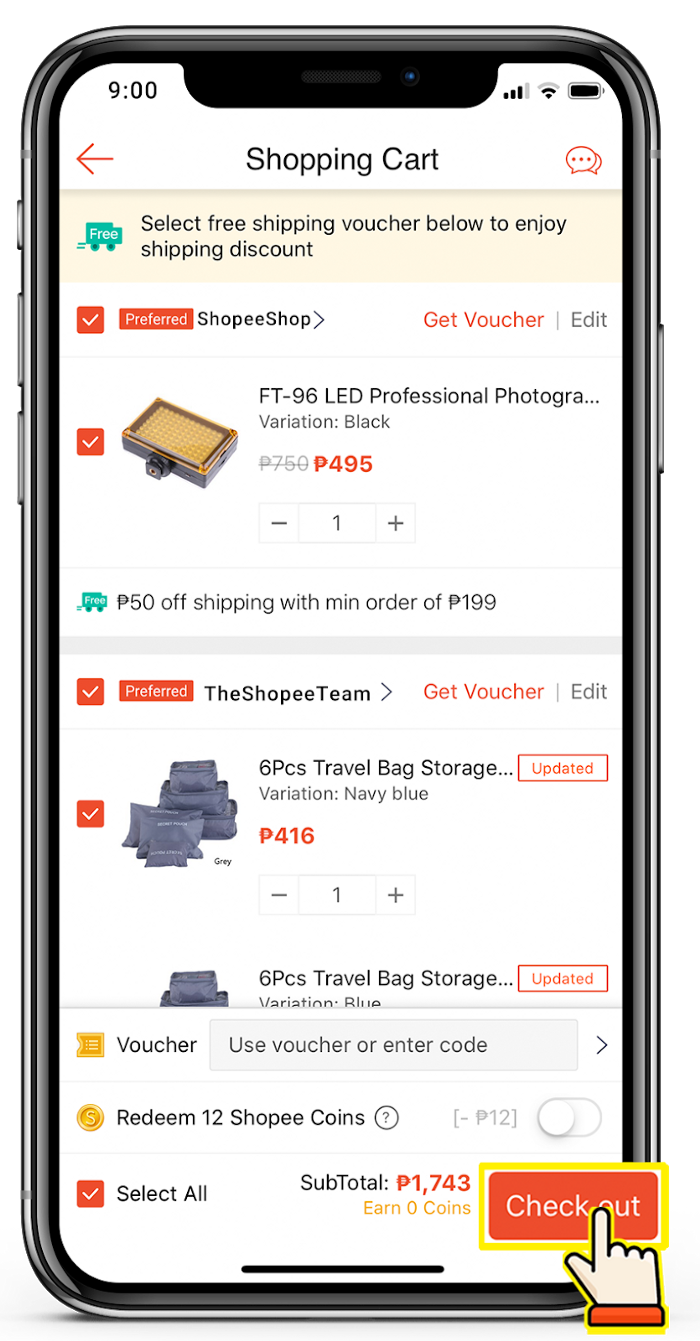 9:00
Shopping Cart
Free
Select free shipping voucher below to enjoy
shipping discount
Preferred ShopeeShop> Get Voucher | Edit
FT-96 LED Professional Photogra...
Variation: Black
₱750 ₱495
− 1 +
Free ₱50 off shipping with min order of ₱199
Preferred TheShopeeTeam > Get Voucher | Edit
6Pcs Travel Bag Storage... Updated
Variation: Navy blue
₱416
Grey
− 1 +
6Pcs Travel Bag Storage... Updated
Variation: Blue
Voucher Use voucher or enter code >
Redeem 12 Shopee Coins ? [- ₱12]
Select All
SubTotal: ₱1,743
Earn 0 Coins
Check out